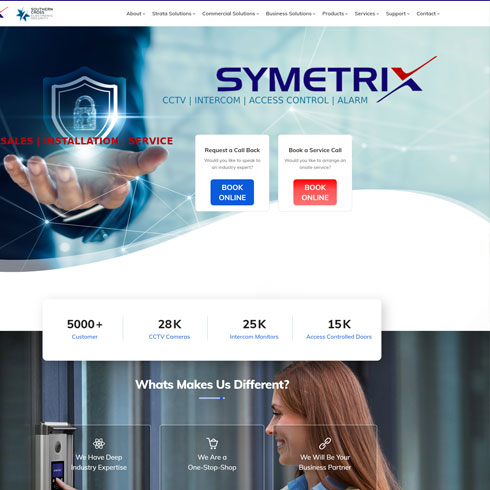 SOUTHERN
CROSS
SECURITY
About Strata Solutions Commercial Solutions Business Solutions Products Services Support Contact
SYMETRIX
CCTV | INTERCOM | ACCESS CONTROL | ALARM
SALES | INSTALLATION | SERVICE
Request a Call Back
Would you like to speak to
an industry expert?
BOOK
ONLINE
Book a Service Call
Would you like to arrange an
onsite service?
BOOK
ONLINE
5000+
Customer
28K
CCTV Cameras
25K
Intercom Monitors
15K
Access Controlled Doors
Whats Makes Us Different?
We Have Deep
Industry Expertise
We Are a
One-Stop-Shop
We Will Be Your
Business Partner